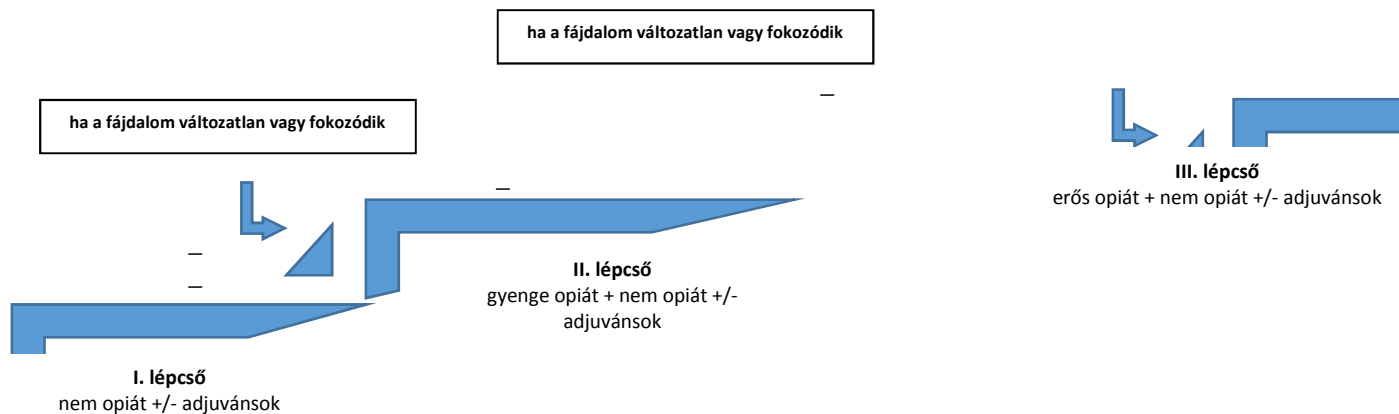 ha a fájdalom változatlan vagy fokozódik
ha a fájdalom változatlan vagy fokozódik
III. lépcső
erős opiát + nem opiát +/- adjuvánsok
II. lépcső
gyenge opiát + nem opiát +/-
adjuvánsok
I. lépcső
nem opiát +/- adjuvánsok